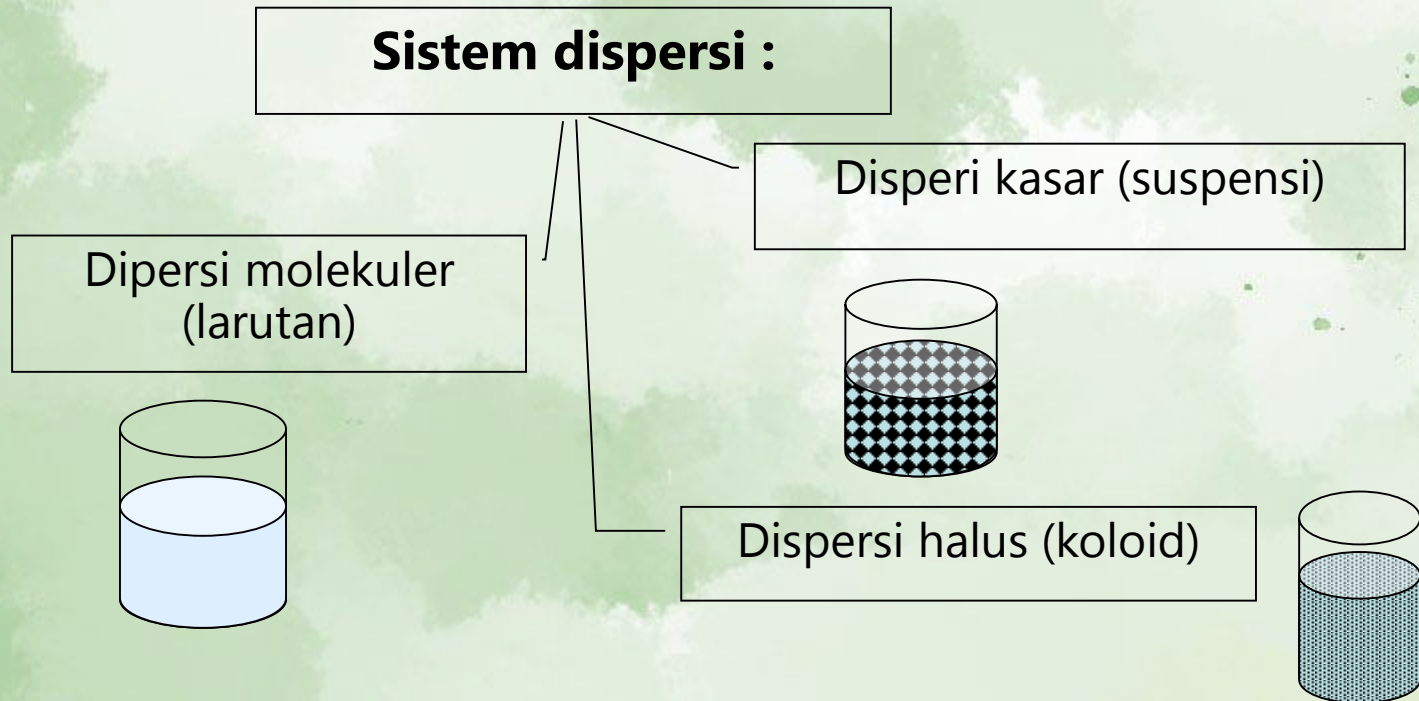 Sistem dispersi :
Disperi kasar (suspensi)
Dipersi molekuler
(larutan)
Dispersi halus (koloid)